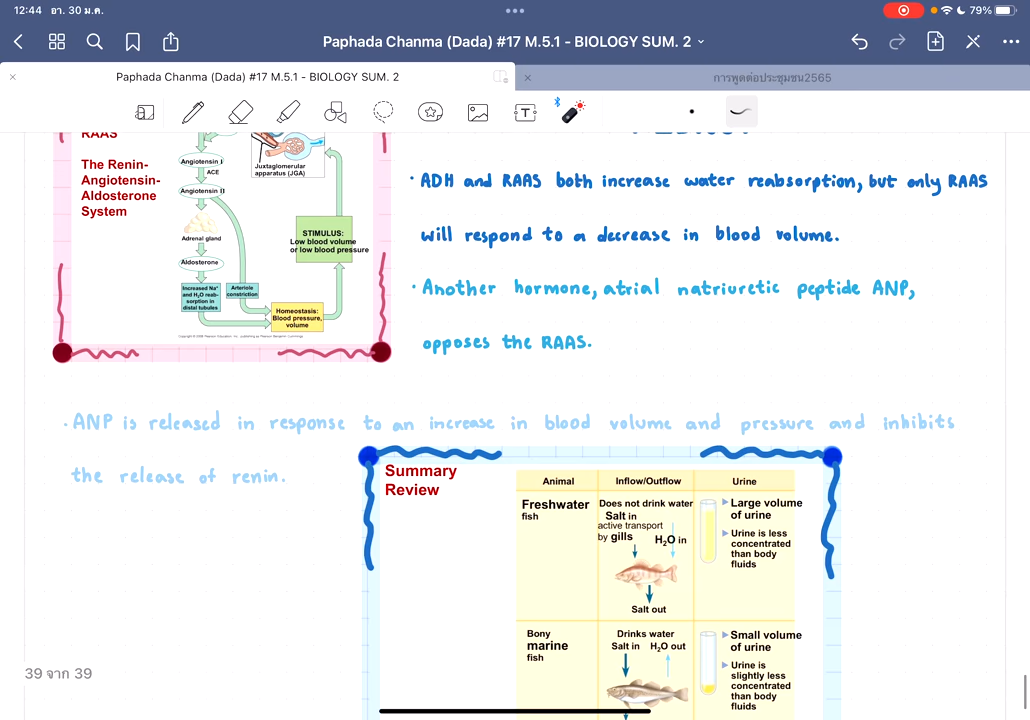 12:44 อา. 30 ม.ค.
79%
Paphada Chanma (Dada) #17 M.5.1 - BIOLOGY SUM. 2
Paphada Chanma (Dada) #17 M.5.1 - BIOLOGY SUM. 2
การพูดต่อประชุมชน2565
RAAS
The Renin-
Angiotensin-
Aldosterone
System
Angiotensin I
ACE
Angiotensin II
Adrenal gland
Aldosterone
Increased Na+
and H2O reab-
sorption in
distal tubules
Arteriole
constriction
Homeostasis:
Blood pressure,
volume
STIMULUS:
Low blood volume
or low blood pressure
Juxtaglomerular
apparatus (JGA)
· ADH and RAAS both increase water reabsorption, but only RAAS
will respond to a decrease in blood volume.
· Another hormone, atrial natriuretic peptide ANP,
opposes the RAAS.
· ANP is released in response to an increase in blood volume and pressure and inhibits
the release of renin.
Summary
Review
Animal
Inflow/Outflow
Urine
Freshwater
fish
Does not drink water
Salt in
active transport
by gills
H2O in
Salt out
Large volume
of urine
Urine is less
concentrated
than body
fluids
Bony
marine
fish
Drinks water
Salt in H2O out
Small volume
of urine
Urine is
slightly less
concentrated
than body
fluids
39 จาก 39